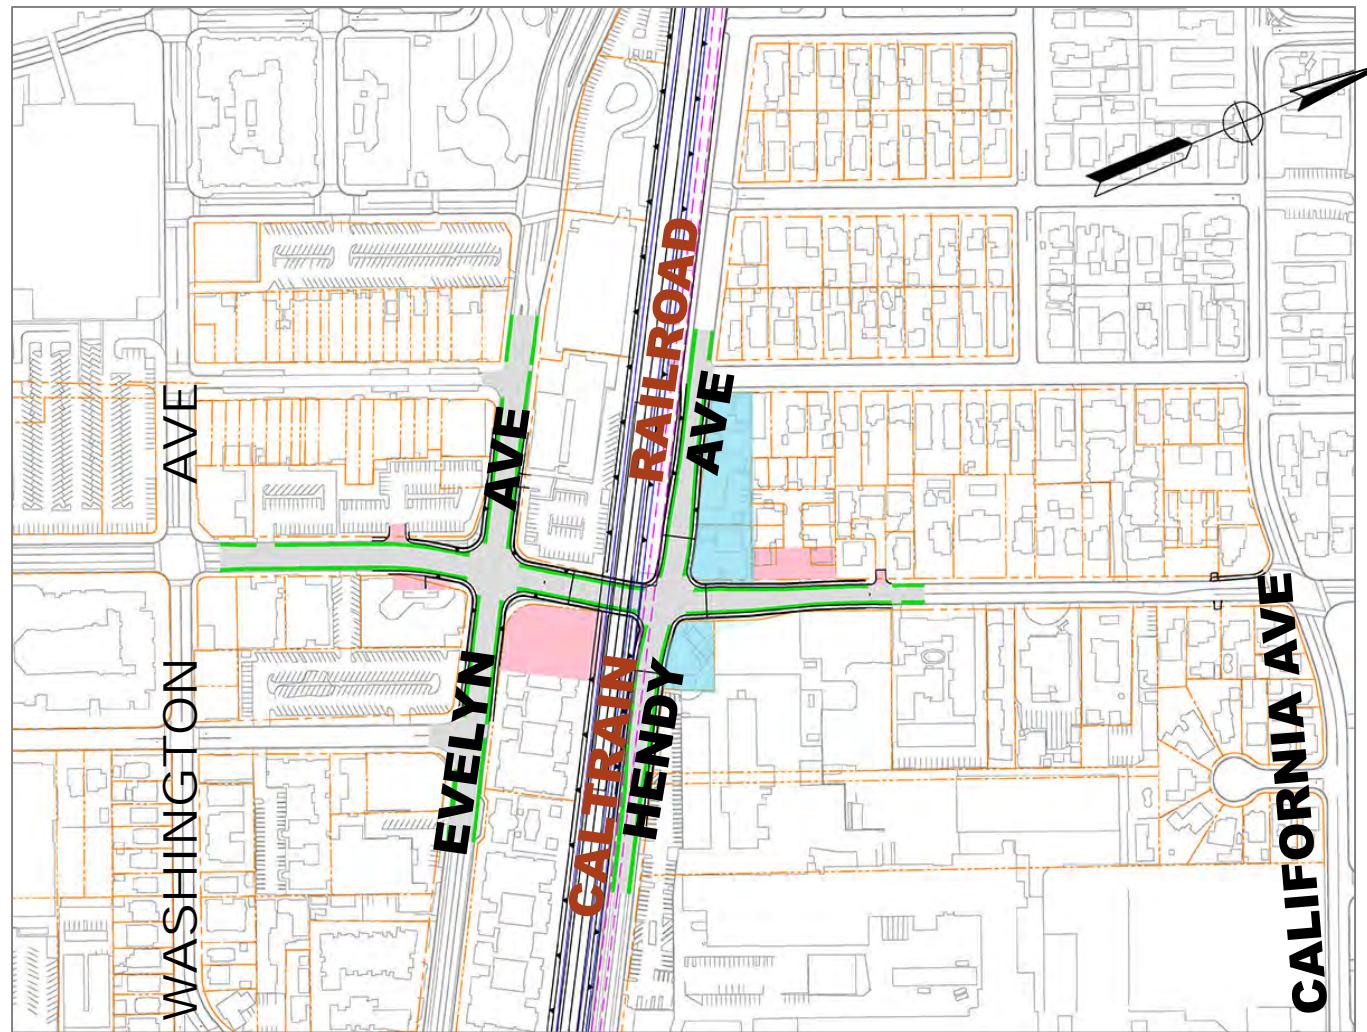 WASHINGTON AVE
EVELYN AVE
CALTRAIN RAILROAD
HENDY AVE
CALIFORNIA AVE